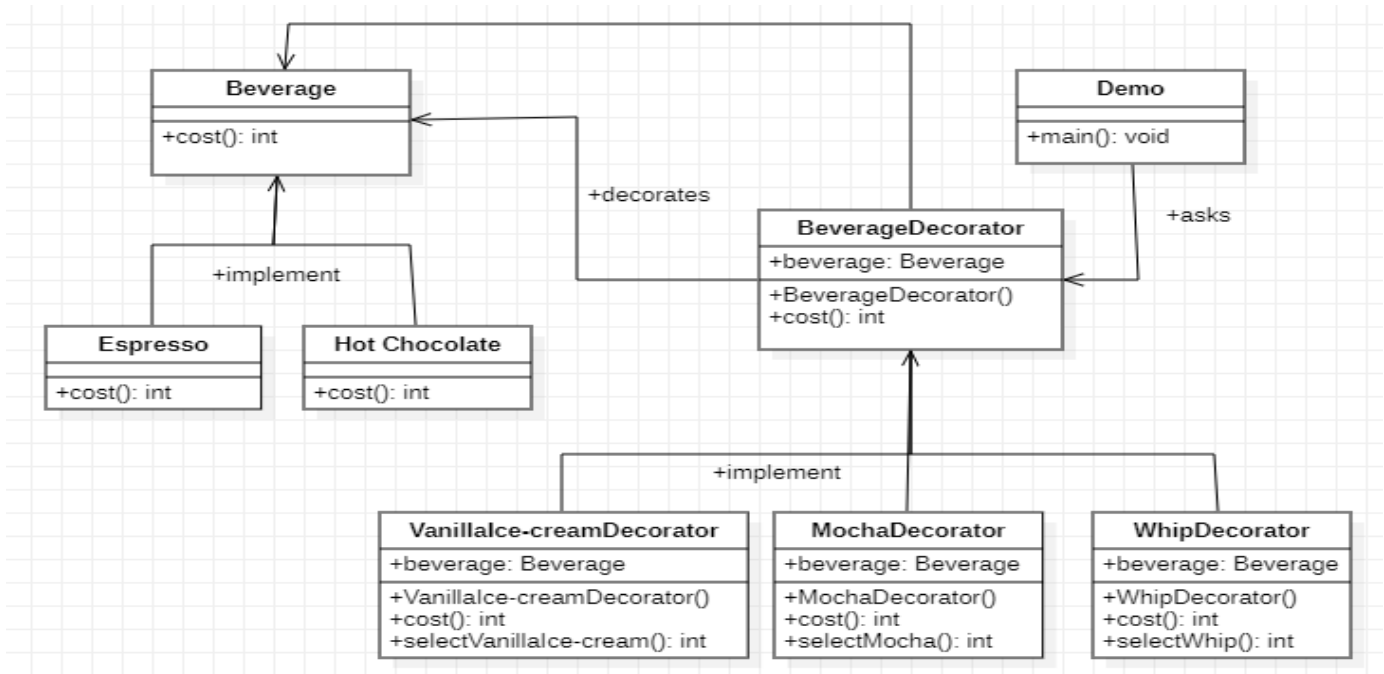 Beverage
+cost(): int
Demo
+main(): void
+decorates
+asks
BeverageDecorator
+beverage: Beverage
+BeverageDecorator()
+cost(): int
+implement
Espresso
+cost(): int
Hot Chocolate
+cost(): int
+implement
VanillaIce-creamDecorator
+beverage: Beverage
+VanillaIce-creamDecorator()
+cost(): int
+selectVanillaIce-cream(): int
MochaDecorator
+beverage: Beverage
+MochaDecorator()
+cost(): int
+selectMocha(): int
WhipDecorator
+beverage: Beverage
+WhipDecorator()
+cost(): int
+selectWhip(): int